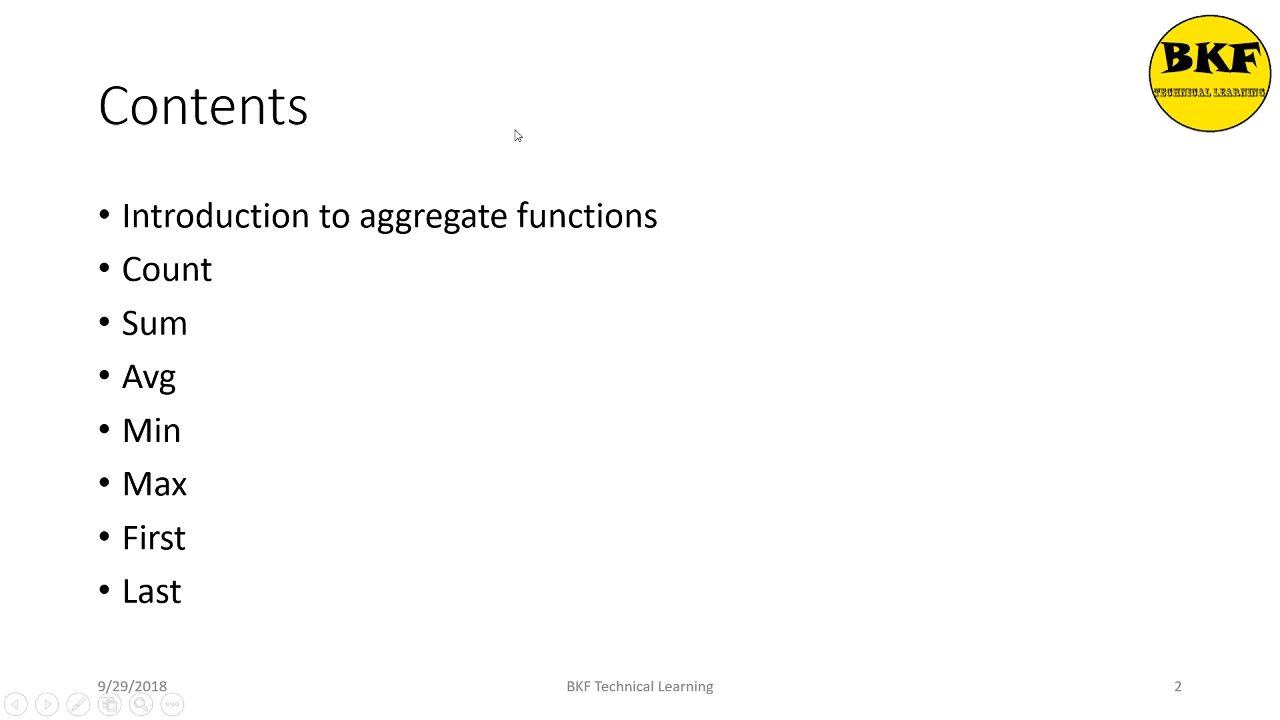 BKF
TECHNICAL LEARNING
Contents
• Introduction to aggregate functions
• Count
• Sum
• Avg
• Min
• Max
• First
• Last
9/29/2018
BKF Technical Learning
2